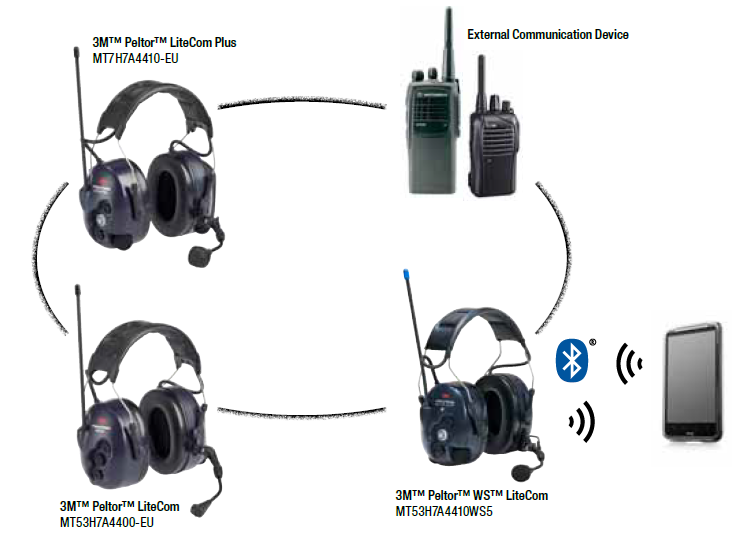 3M™ Peltor™ LiteCom Plus
MT7H7A4410-EU
External Communication Device
3M™ Peltor™ LiteCom
MT53H7A4400-EU
3M™ Peltor™ WS™ LiteCom
MT53H7A4410WS5
®